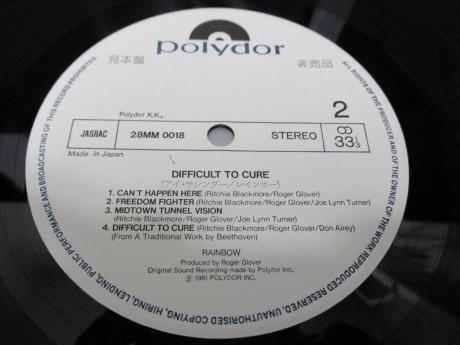 polydor
見本盤
非売品
2
Polydor K.K.,
JASRAC
28MM 0018
STEREO
33 1/3
Made in Japan
DIFFICULT TO CURE
(アイ・サレンダー/レインボー)
1. CAN'T HAPPEN HERE (Ritchie Blackmore/Roger Glover)
2. FREEDOM FIGHTER (Ritchie Blackmore/Roger Glover/Joe Lynn Turner)
3. MIDTOWN TUNNEL VISION
(Ritchie Blackmore/Roger Glover/Joe Lynn Turner)
4. DIFFICULT TO CURE (Ritchie Blackmore/Roger Glover/Don Airey)
(From A Traditional Work by Beethoven)
RAINBOW
Produced by Roger Glover
Original Sound Recording made by Polydor Inc.
Ⓟ 1981 POLYDOR INC.
ALL RIGHTS OF THE PRODUCER AND OF THE OWNER OF THE WORK REPRODUCED RESERVED. UNAUTHORISED COPYING, HIRING, LENDING, PUBLIC PERFORMANCE AND BROADCASTING OF THIS RECORD PROHIBITED.